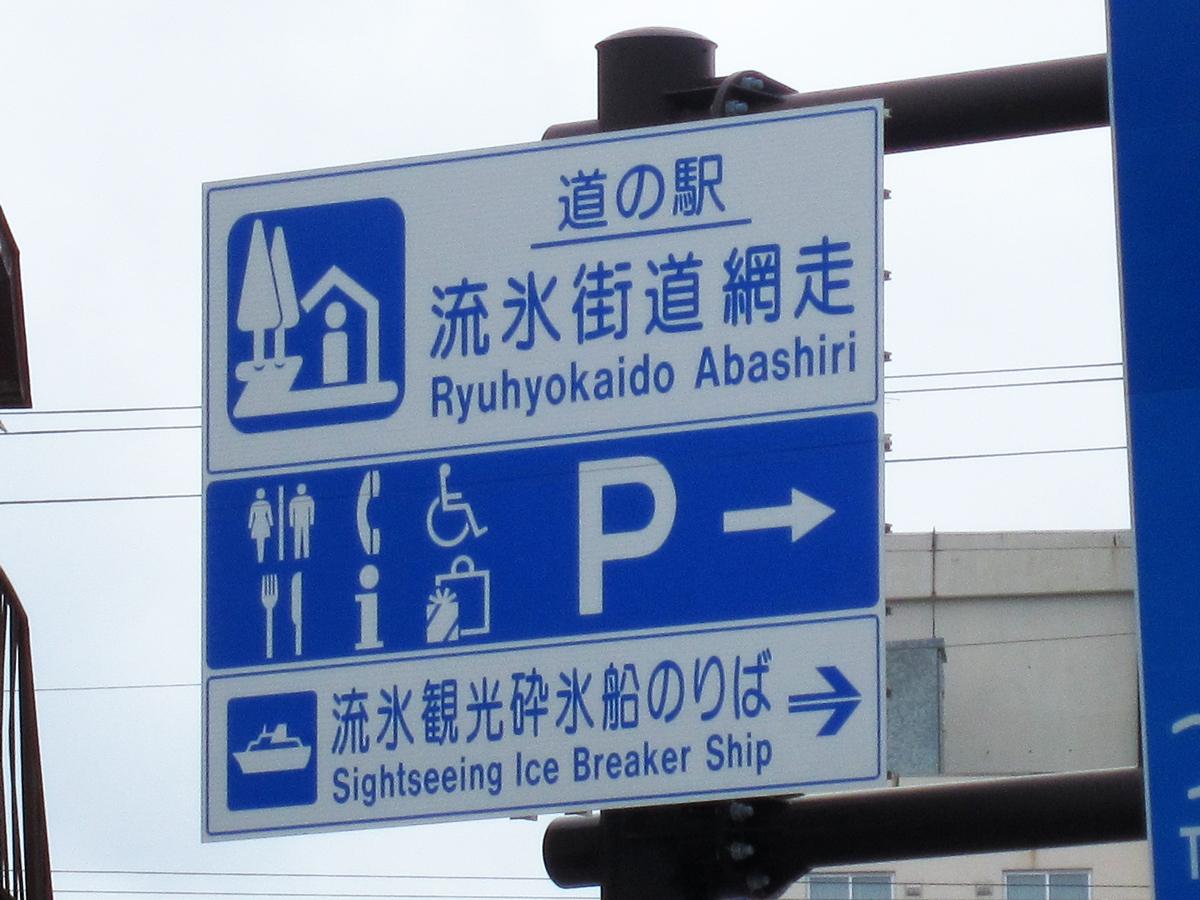 道の駅
流氷街道網走
Ryuhyokaido Abashiri
P
流氷観光砕氷船のりば
Sightseeing Ice Breaker Ship